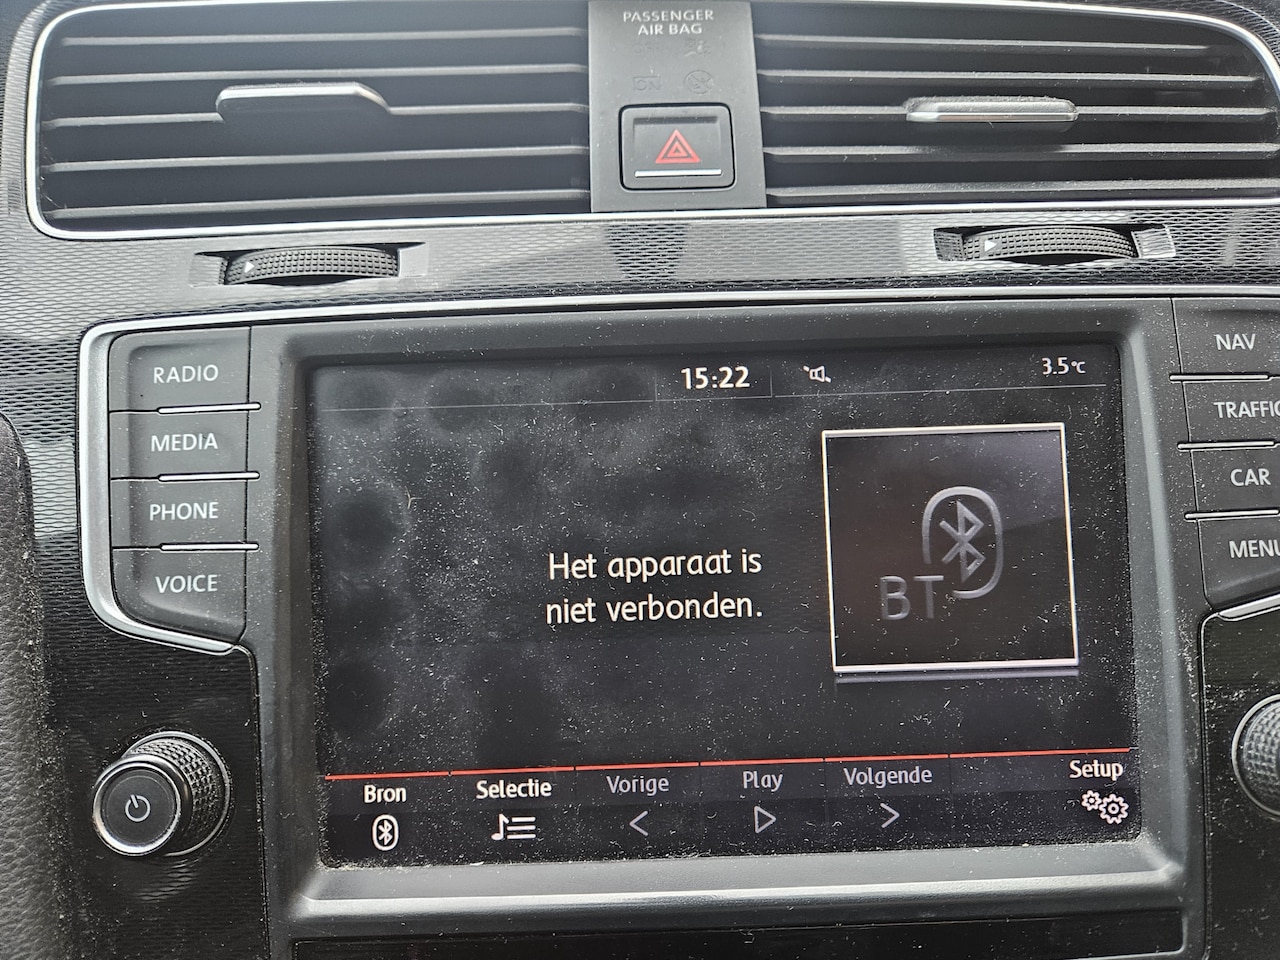 PASSENGER
AIR BAG
ON
RADIO
MEDIA
PHONE
VOICE
15:22
3.5°C
Het apparaat is
niet verbonden.
BT
Bron
Selectie
Vorige
Play
Volgende
Setup
NAV
TRAFFIC
CAR
MENU